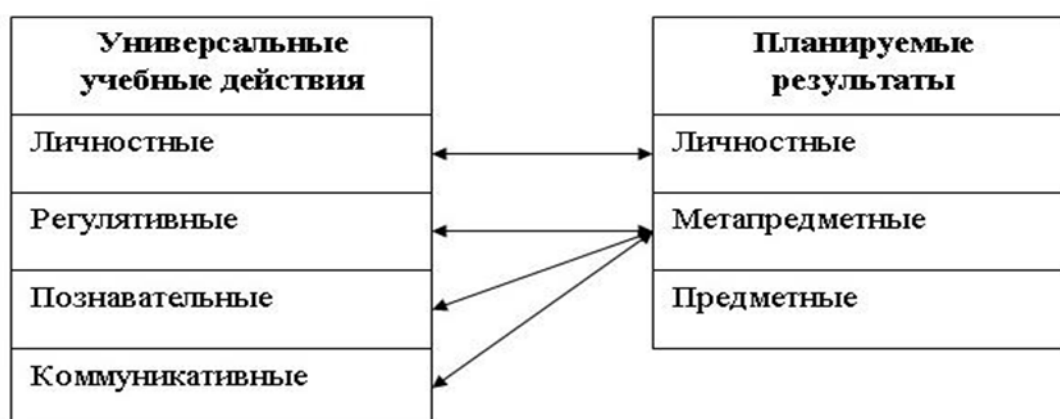 Универсальные
учебные действия
Личностные
Регулятивные
Познавательные
Коммуникативные
Планируемые
результаты
Личностные
Метапредметные
Предметные